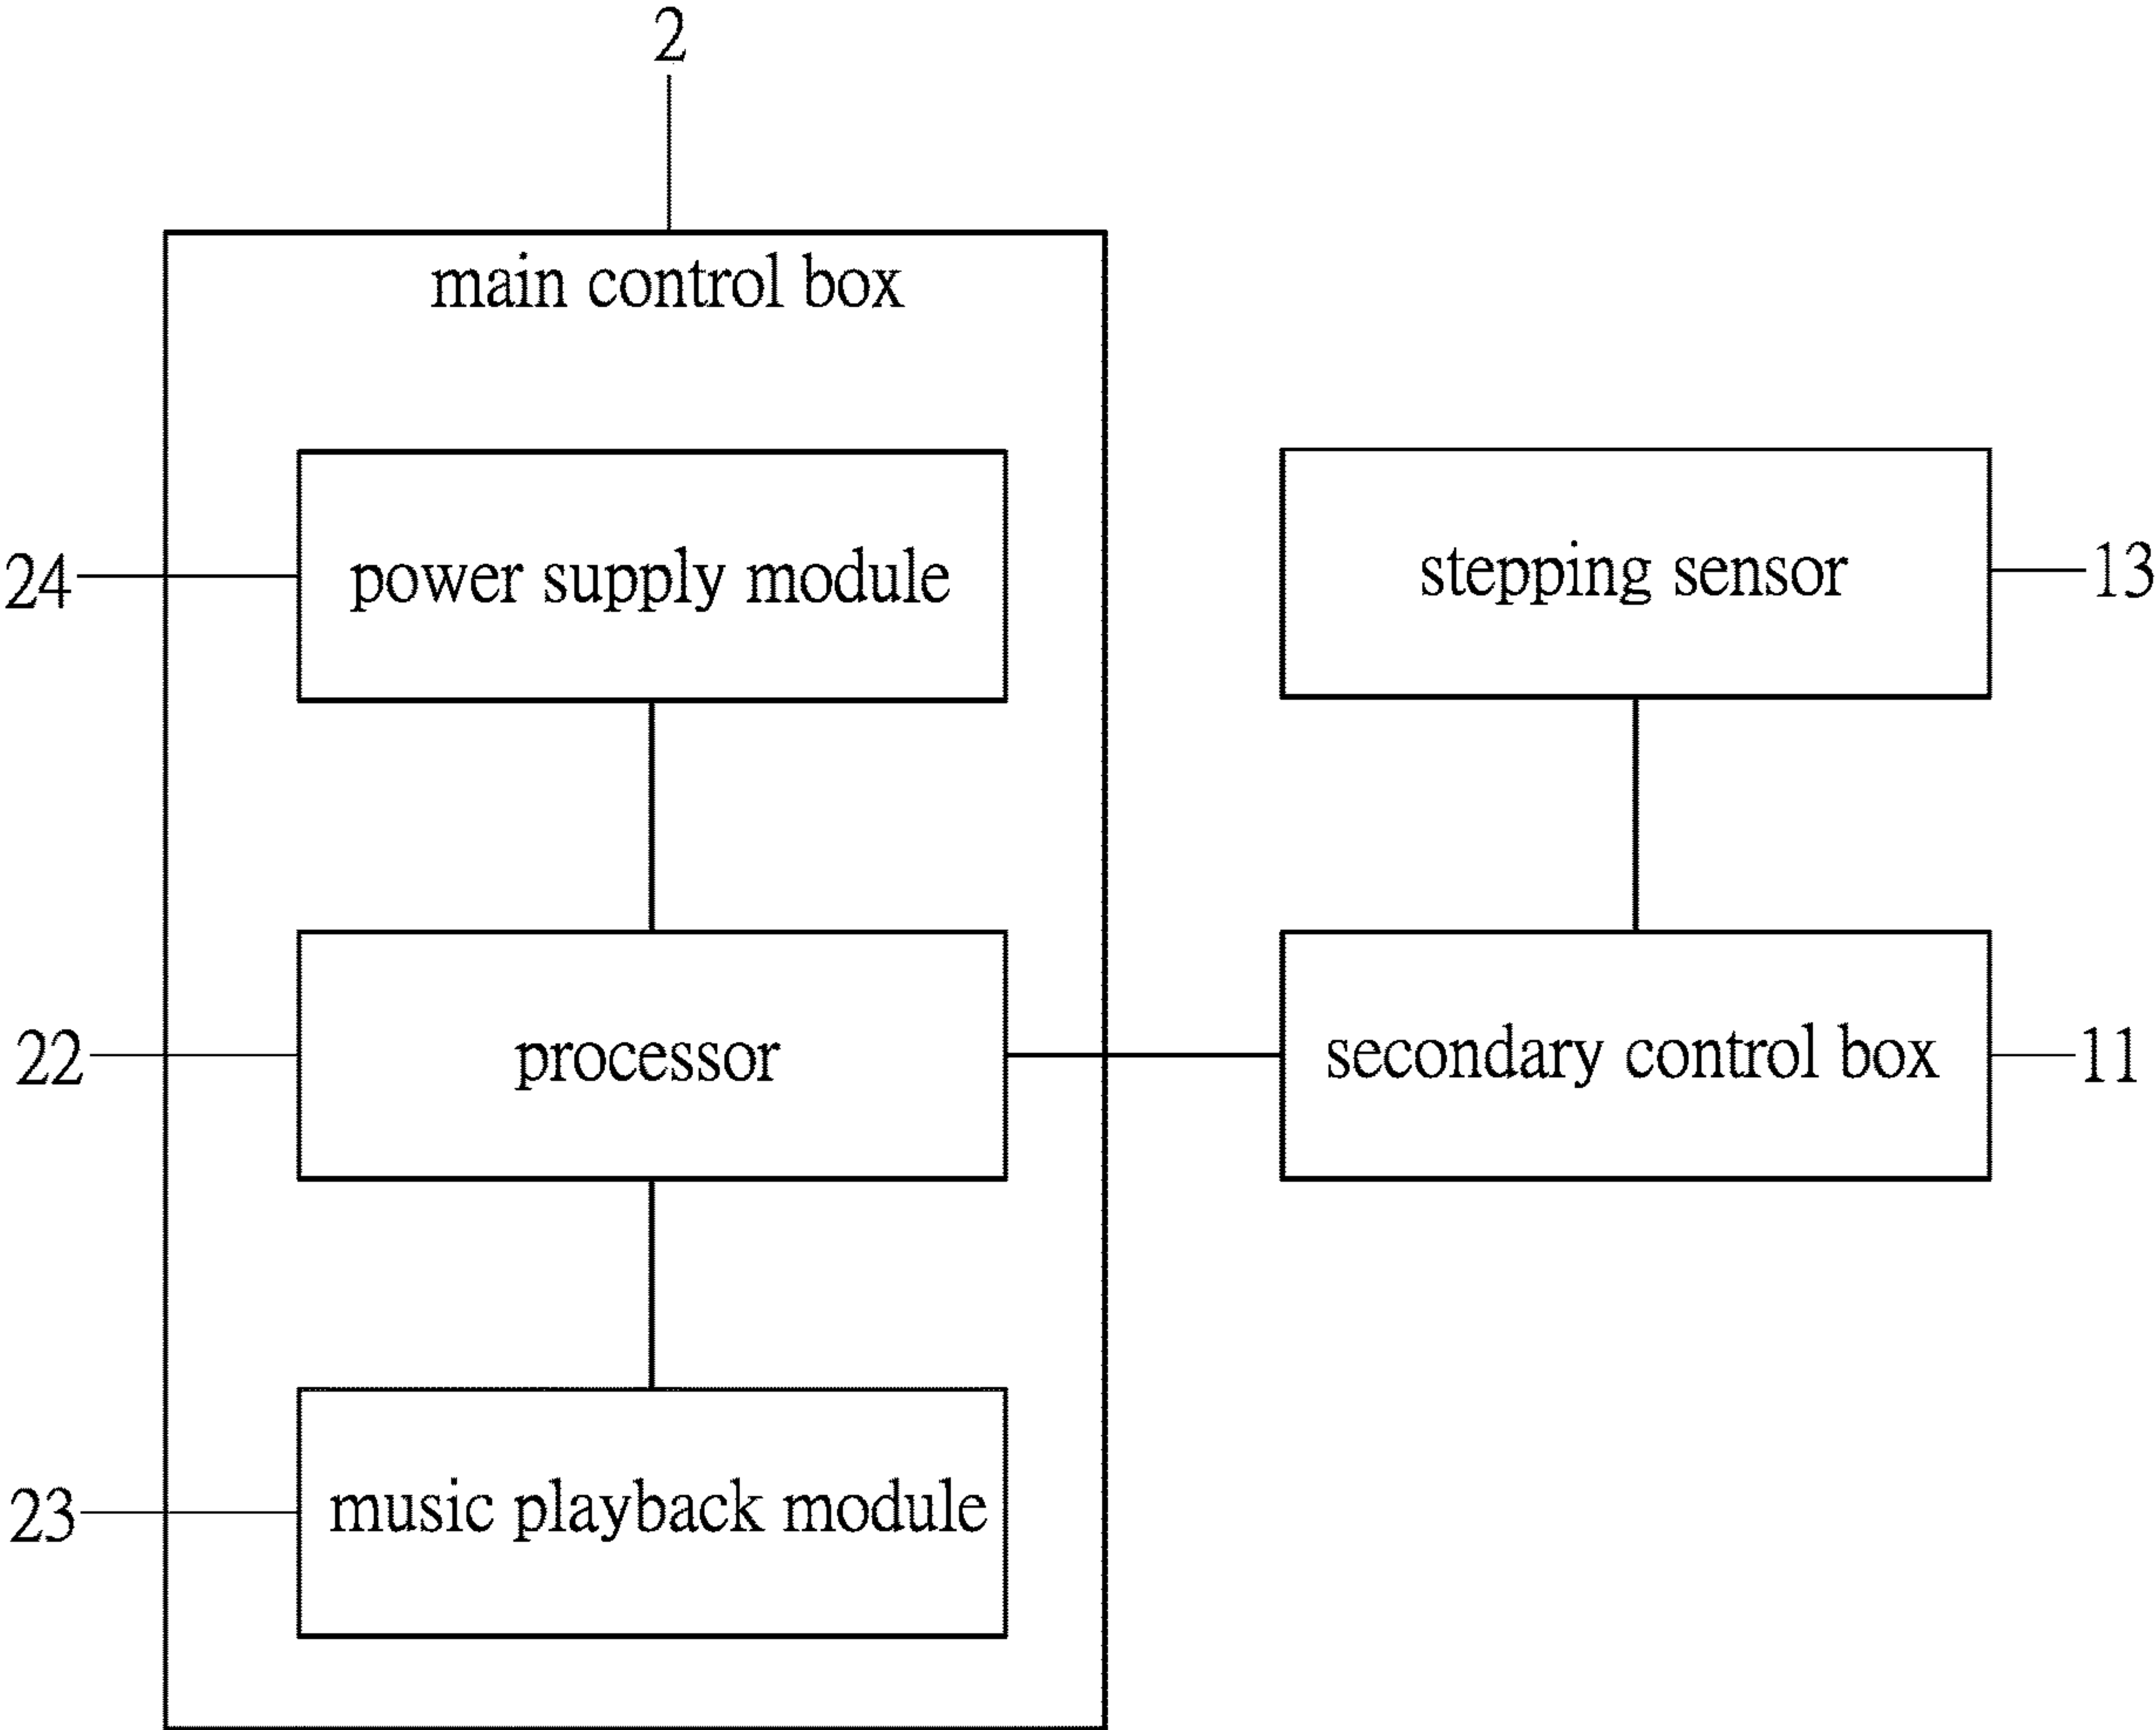 2
main control box
24
power supply module
stepping sensor
13
22
processor
secondary control box
11
23
music playback module